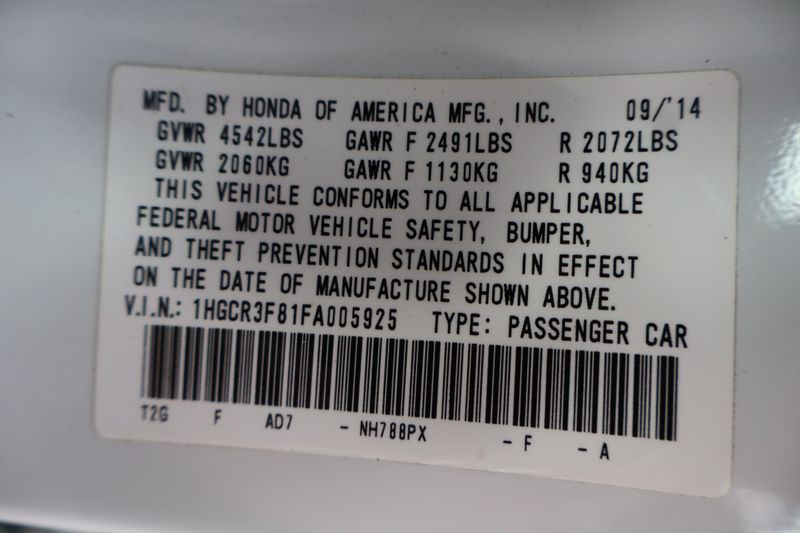 MFD. BY HONDA OF AMERICA MFG., INC. 09/'14
GVWR 4542LBS GAWR F 2491LBS R 2072LBS
GVWR 2060KG GAWR F 1130KG R 940KG
THIS VEHICLE CONFORMS TO ALL APPLICABLE
FEDERAL MOTOR VEHICLE SAFETY, BUMPER,
AND THEFT PREVENTION STANDARDS IN EFFECT
ON THE DATE OF MANUFACTURE SHOWN ABOVE.
V.I.N.: 1HGCR3F81FA005925 TYPE: PASSENGER CAR
T2G F AD7 - NH788PX - F - A